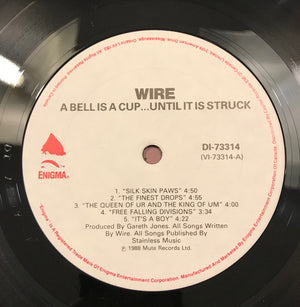 WIRE
A BELL IS A CUP...UNTIL IT IS STRUCK
DI-73314
(VI-73314-A)
ENIGMA®
1. "SILK SKIN PAWS" 4:50
2. "THE FINEST DROPS" 4:55
3. "THE QUEEN OF UR AND THE KING OF UM" 4:00
4. "FREE FALLING DIVISIONS" 3:34
5. "IT'S A BOY" 4:22
Produced By Gareth Jones. All Songs Written
By Wire. All Songs Published By
Stainless Music
℗ 1988 Mute Records Ltd.